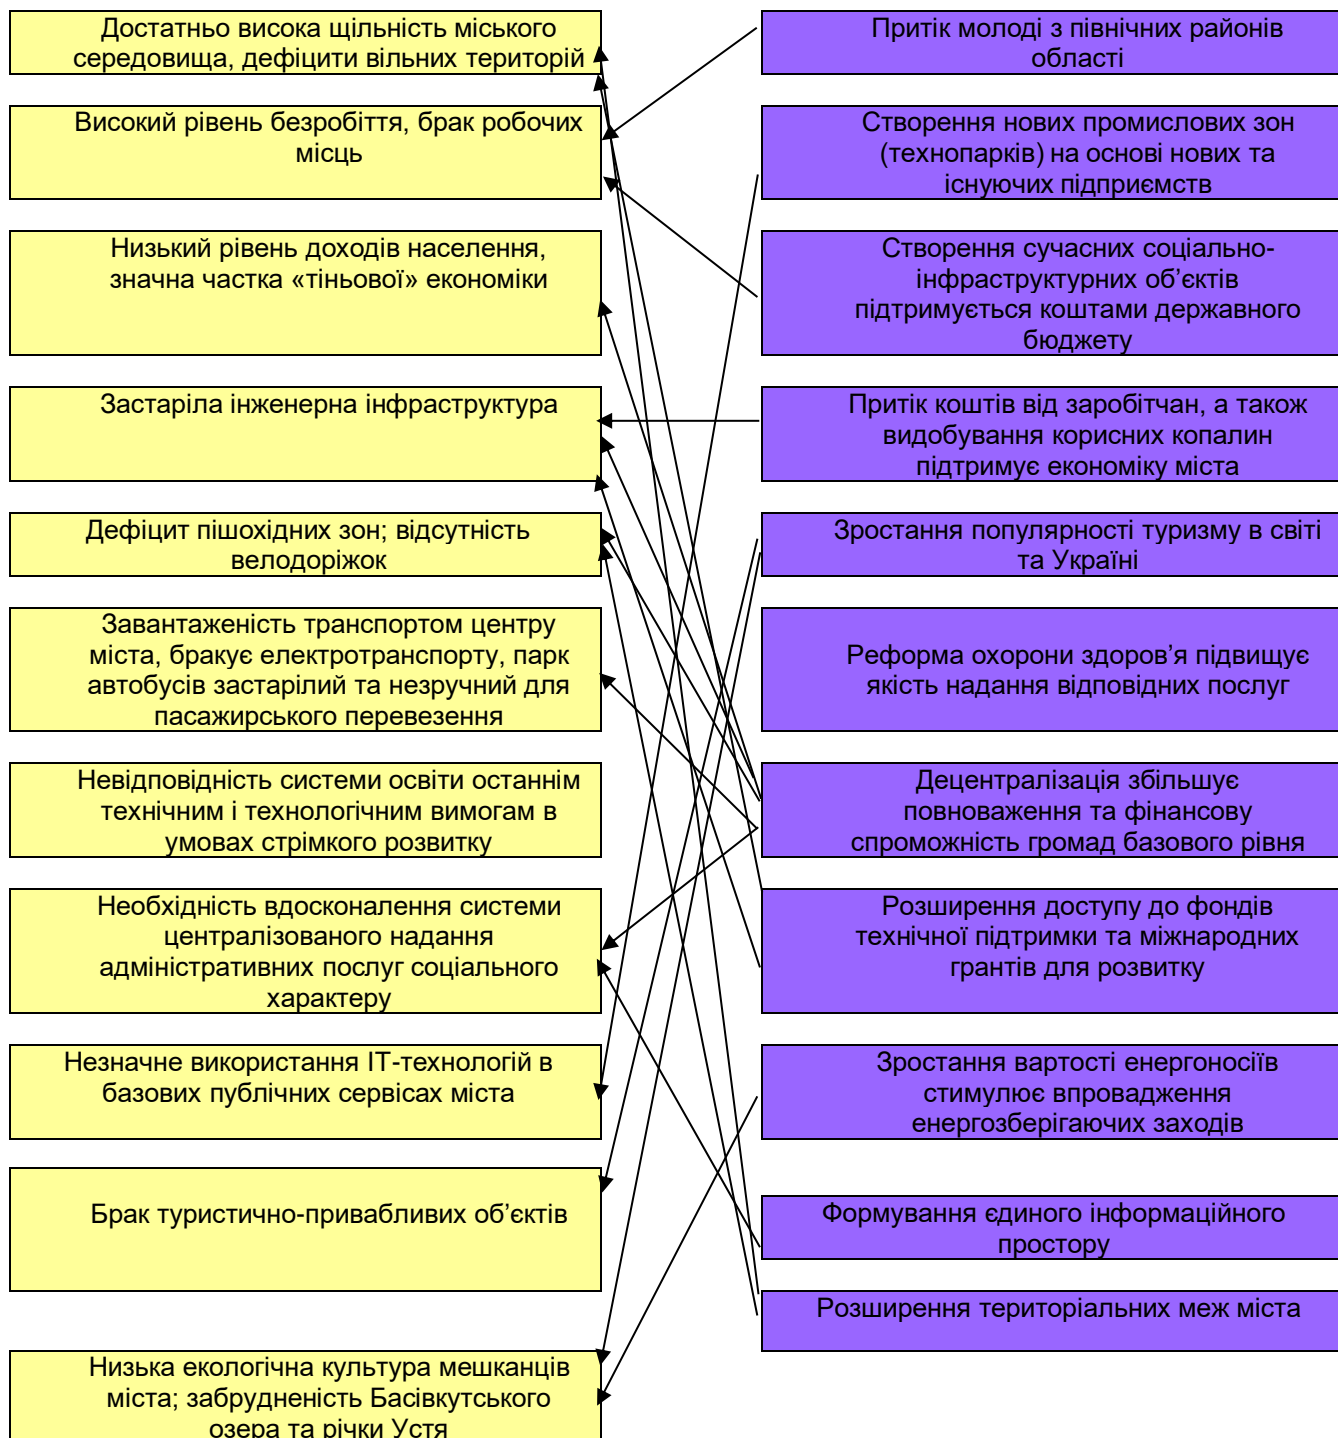 Достатньо висока щільність міського
середовища, дефіцити вільних територій
Високий рівень безробіття, брак робочих
місць
Низький рівень доходів населення,
значна частка «тіньової» економіки
Застаріла інженерна інфраструктура
Дефіцит пішохідних зон; відсутність
велодоріжок
Завантаженість транспортом центру
міста, бракує електротранспорту, парк
автобусів застарілий та незручний для
пасажирського перевезення
Невідповідність системи освіти останнім
технічним і технологічним вимогам в
умовах стрімкого розвитку
Необхідність вдосконалення системи
централізованого надання
адміністративних послуг соціального
характеру
Незначне використання ІТ-технологій в
базових публічних сервісах міста
Брак туристично-привабливих об’єктів
Низька екологічна культура мешканців
міста; забрудненість Басівкутського
озера та річки Устя
Притік молоді з північних районів
області
Створення нових промислових зон
(технопарків) на основі нових та
існуючих підприємств
Створення сучасних соціально-
інфраструктурних об’єктів
підтримується коштами державного
бюджету
Притік коштів від заробітчан, а також
видобування корисних копалин
підтримує економіку міста
Зростання популярності туризму в світі
та Україні
Реформа охорони здоров’я підвищує
якість надання відповідних послуг
Децентралізація збільшує
повноваження та фінансову
спроможність громад базового рівня
Розширення доступу до фондів
технічної підтримки та міжнародних
грантів для розвитку
Зростання вартості енергоносіїв
стимулює впровадження
енергозберігаючих заходів
Формування єдиного інформаційного
простору
Розширення територіальних меж міста